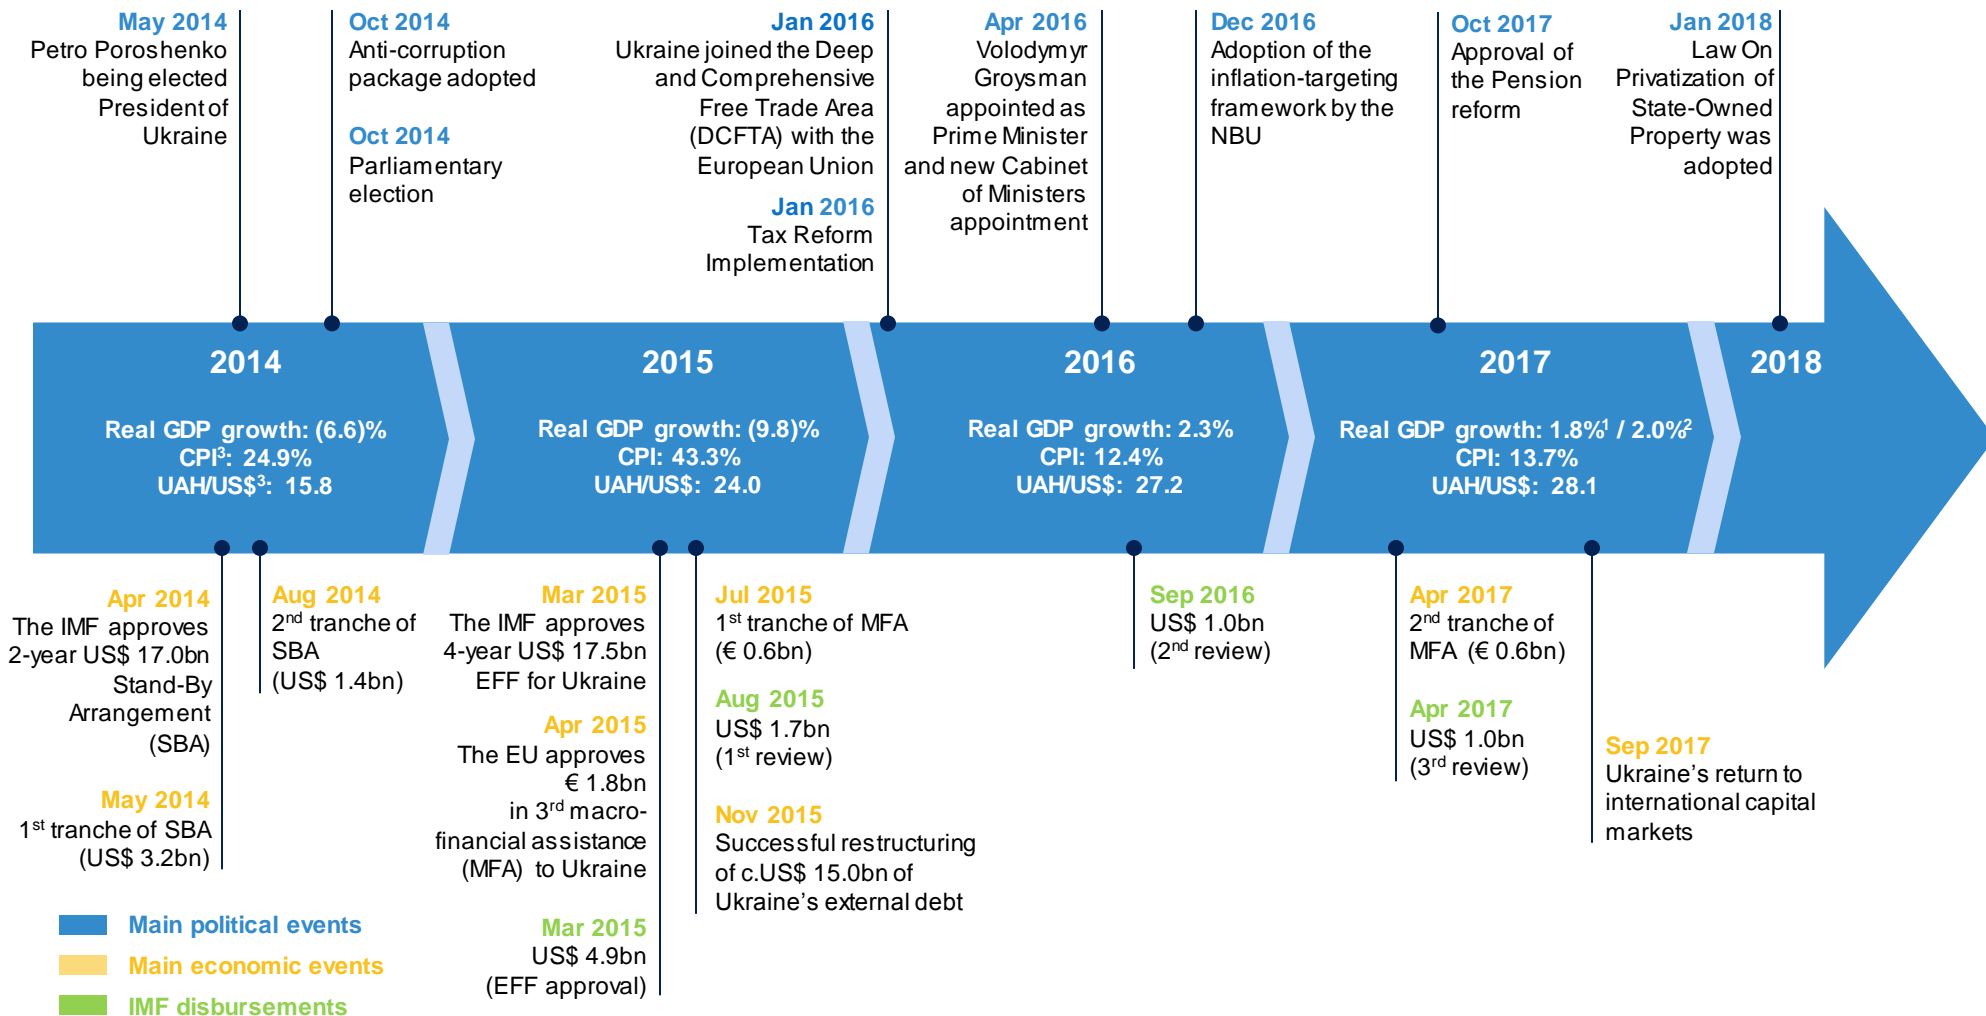 May 2014
Petro Poroshenko
being elected
President of
Ukraine
Oct 2014
Anti-corruption
package adopted
Oct 2014
Parliamentary
election
Jan 2016
Ukraine joined the Deep
and Comprehensive
Free Trade Area
(DCFTA) with the
European Union
Jan 2016
Tax Reform
Implementation
Apr 2016
Volodymyr
Groysman
appointed as
Prime Minister
and new Cabinet
of Ministers
appointment
Dec 2016
Adoption of the
inflation-targeting
framework by the
NBU
Oct 2017
Approval of
the Pension
reform
Jan 2018
Law On
Privatization of
State-Owned
Property was
adopted
2014
Real GDP growth: (6.6)%
CPI³: 24.9%
UAH/US$³: 15.8
2015
Real GDP growth: (9.8)%
CPI: 43.3%
UAH/US$: 24.0
2016
Real GDP growth: 2.3%
CPI: 12.4%
UAH/US$: 27.2
2017
Real GDP growth: 1.8%¹ / 2.0%²
CPI: 13.7%
UAH/US$: 28.1
2018
Apr 2014
The IMF approves
2-year US$ 17.0bn
Stand-By
Arrangement
(SBA)
May 2014
1st tranche of SBA
(US$ 3.2bn)
Aug 2014
2nd tranche of
SBA
(US$ 1.4bn)
Mar 2015
The IMF approves
4-year US$ 17.5bn
EFF for Ukraine
Apr 2015
The EU approves
€ 1.8bn
in 3rd macro-
financial assistance
(MFA) to Ukraine
Mar 2015
US$ 4.9bn
(EFF approval)
Jul 2015
1st tranche of MFA
(€ 0.6bn)
Aug 2015
US$ 1.7bn
(1st review)
Nov 2015
Successful restructuring
of c.US$ 15.0bn of
Ukraine's external debt
Sep 2016
US$ 1.0bn
(2nd review)
Apr 2017
2nd tranche of
MFA (€ 0.6bn)
Apr 2017
US$ 1.0bn
(3rd review)
Sep 2017
Ukraine's return to
international capital
markets
Main political events
Main economic events
IMF disbursements